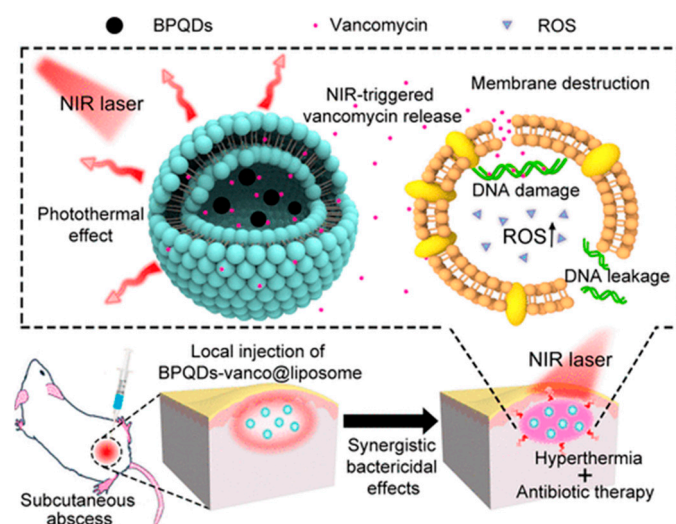 BPQDs
Vancomycin
ROS
NIR laser
NIR-triggered
vancomycin release
Membrane destruction
Photothermal
effect
DNA damage
ROS↑
DNA leakage
Local injection of
BPQDs-vanco@liposome
NIR laser
Synergistic
bactericidal
effects
Subcutaneous
abscess
Hyperthermia
+
Antibiotic therapy